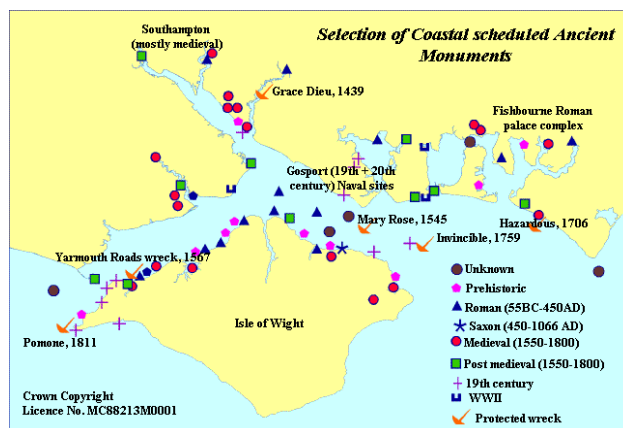 Selection of Coastal scheduled Ancient
Monuments
Southampton
(mostly medieval)
Grace Dieu, 1439
Fishbourne Roman
palace complex
Gosport (19th + 20th
century) Naval sites
Mary Rose, 1545
Hazardous, 1706
Invincible, 1759
Yarmouth Roads wreck, 1567
Isle of Wight
Pomone, 1811
Unknown
Prehistoric
Roman (55BC-450AD)
Saxon (450-1066 AD)
Medieval (1550-1800)
Post medieval (1550-1800)
19th century
WWII
Protected wreck
Crown Copyright
Licence No. MC88213M0001